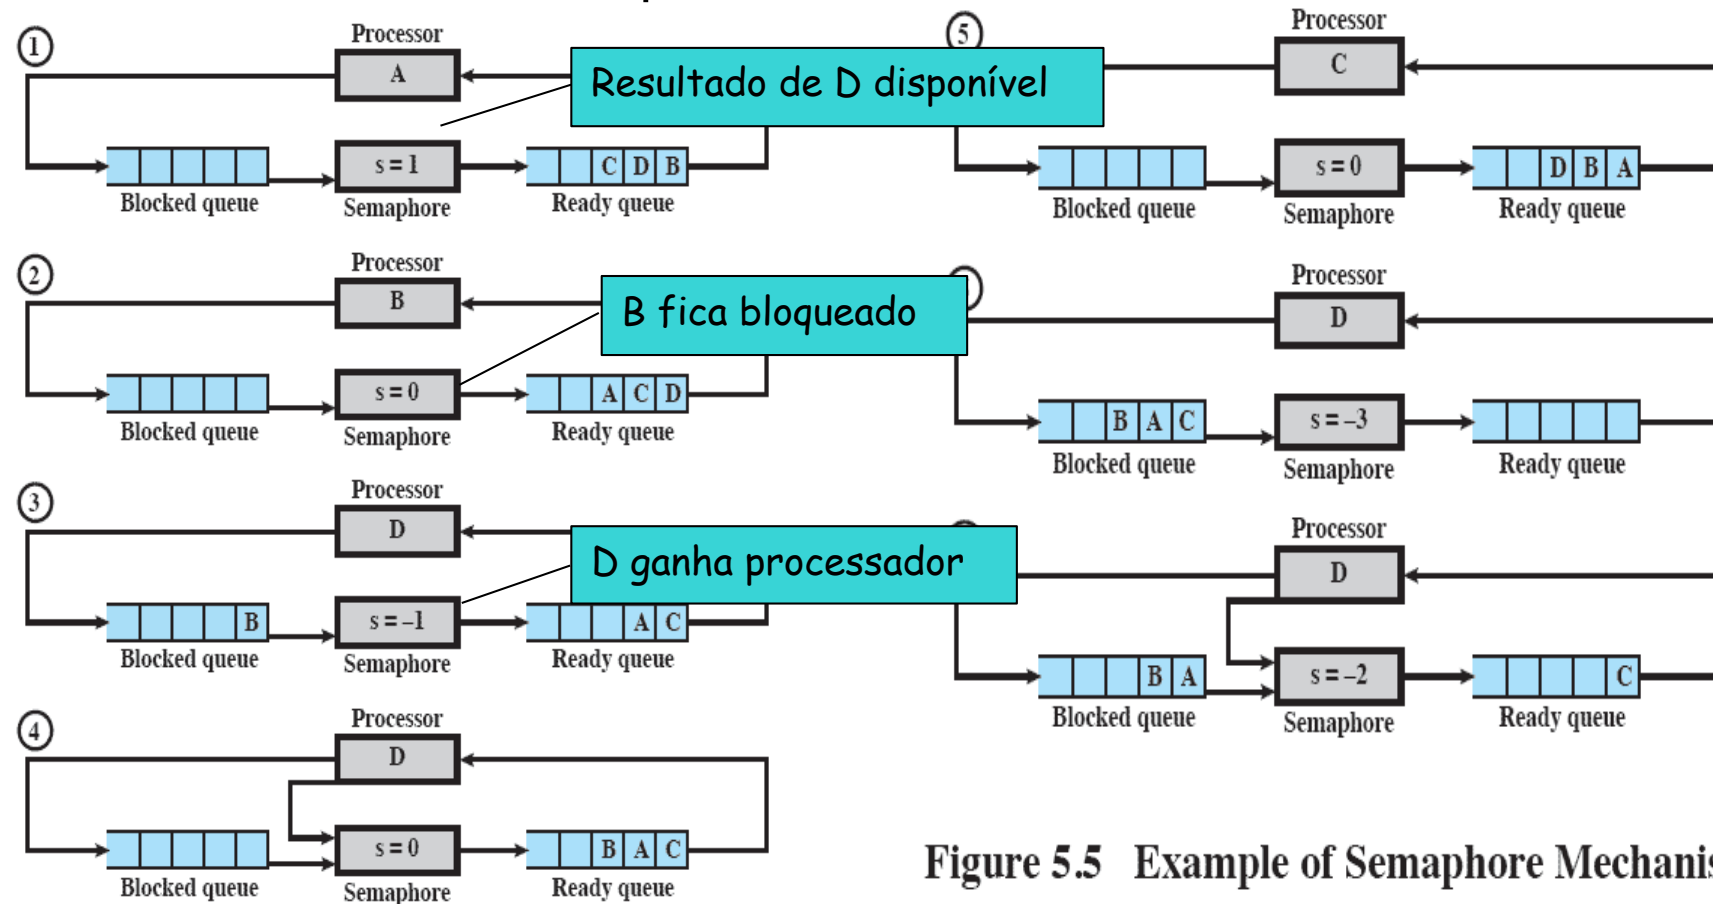 1
Processor
A
Resultado de D disponível
s = 1
C D B
Blocked queue
Semaphore
Ready queue
2
Processor
B
B fica bloqueado
s = 0
A C D
Blocked queue
Semaphore
Ready queue
3
Processor
D
D ganha processador
B
s = –1
A C
Blocked queue
Semaphore
Ready queue
4
Processor
D
s = 0
B A C
Blocked queue
Semaphore
Ready queue
5
Processor
C
s = 0
D B A
Blocked queue
Semaphore
Ready queue
Processor
D
B A C
s = –3
Blocked queue
Semaphore
Ready queue
Processor
D
B A
s = –2
C
Blocked queue
Semaphore
Ready queue
Figure 5.5 Example of Semaphore Mechanis